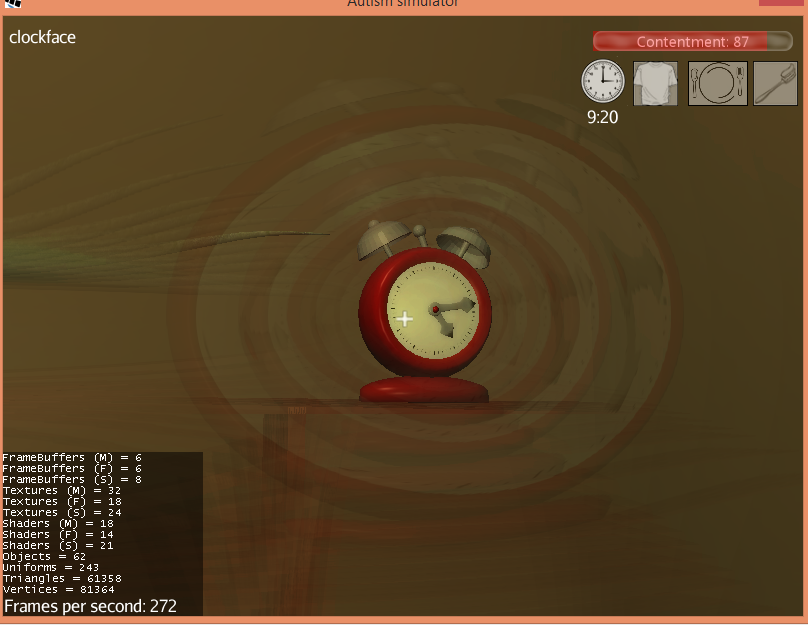 Autism simulator
clockface
Contentment: 87
9:20
FrameBuffers (M) = 6
FrameBuffers (F) = 6
FrameBuffers (S) = 8
Textures (M) = 32
Textures (F) = 18
Textures (S) = 24
Shaders (M) = 18
Shaders (F) = 14
Shaders (S) = 21
Objects = 62
Uniforms = 243
Triangles = 61358
Vertices = 81364
Frames per second: 272